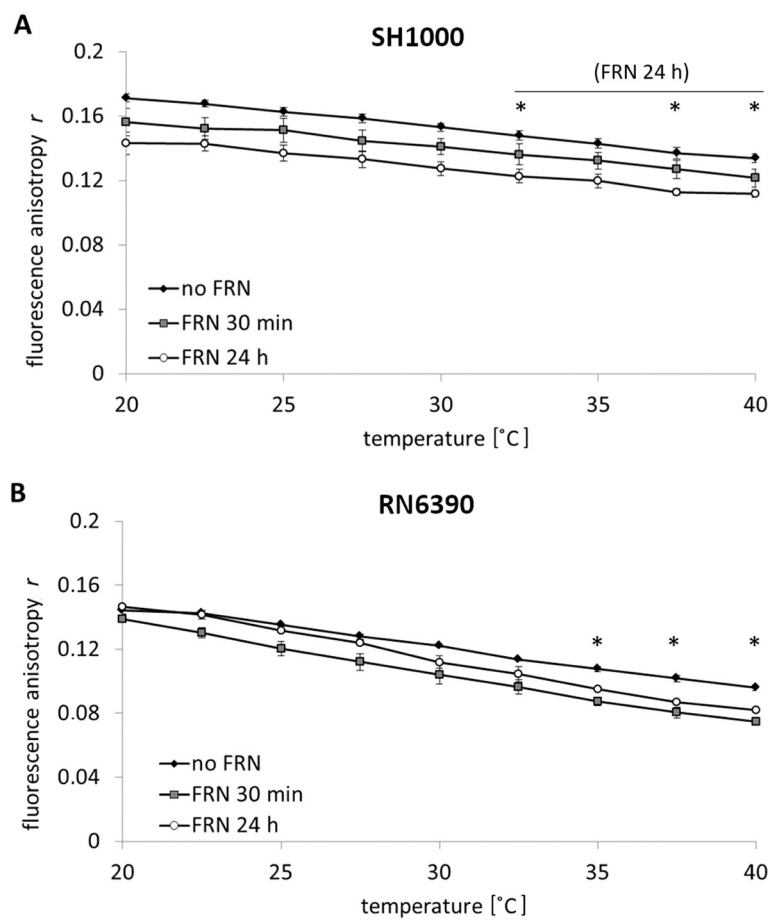 A
SH1000
(FRN 24 h)
* * *
fluorescence anisotropy r
0.2
0.16
0.12
0.08
0.04
0
no FRN
FRN 30 min
FRN 24 h
20 25 30 35 40
temperature [˚C]
B
RN6390
* * *
fluorescence anisotropy r
0.2
0.16
0.12
0.08
0.04
0
no FRN
FRN 30 min
FRN 24 h
20 25 30 35 40
temperature [˚C]